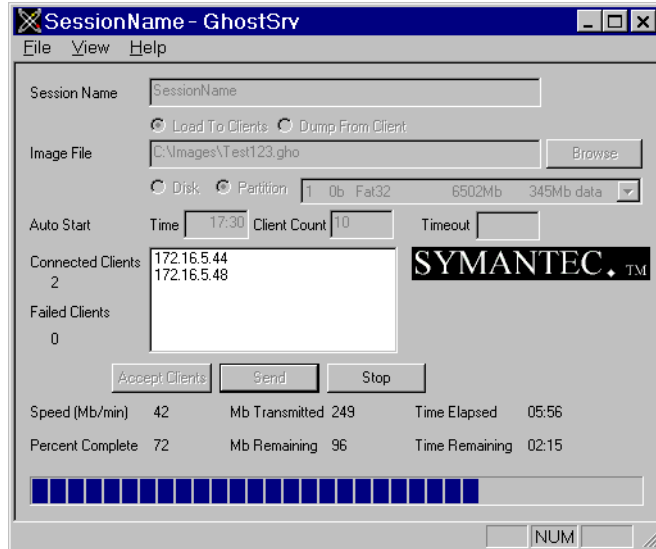 SessionName - GhostSrv
File View Help
Session Name SessionName
Load To Clients Dump From Client
Image File C:\Images\Test123.gho Browse
Disk Partition 1 0b Fat32 6502Mb 345Mb data
Auto Start Time 17:30 Client Count 10 Timeout
Connected Clients 172.16.5.44
2 172.16.5.48
SYMANTEC. TM
Failed Clients
0
Accept Clients Send Stop
Speed (Mb/min) 42 Mb Transmitted 249 Time Elapsed 05:56
Percent Complete 72 Mb Remaining 96 Time Remaining 02:15
NUM